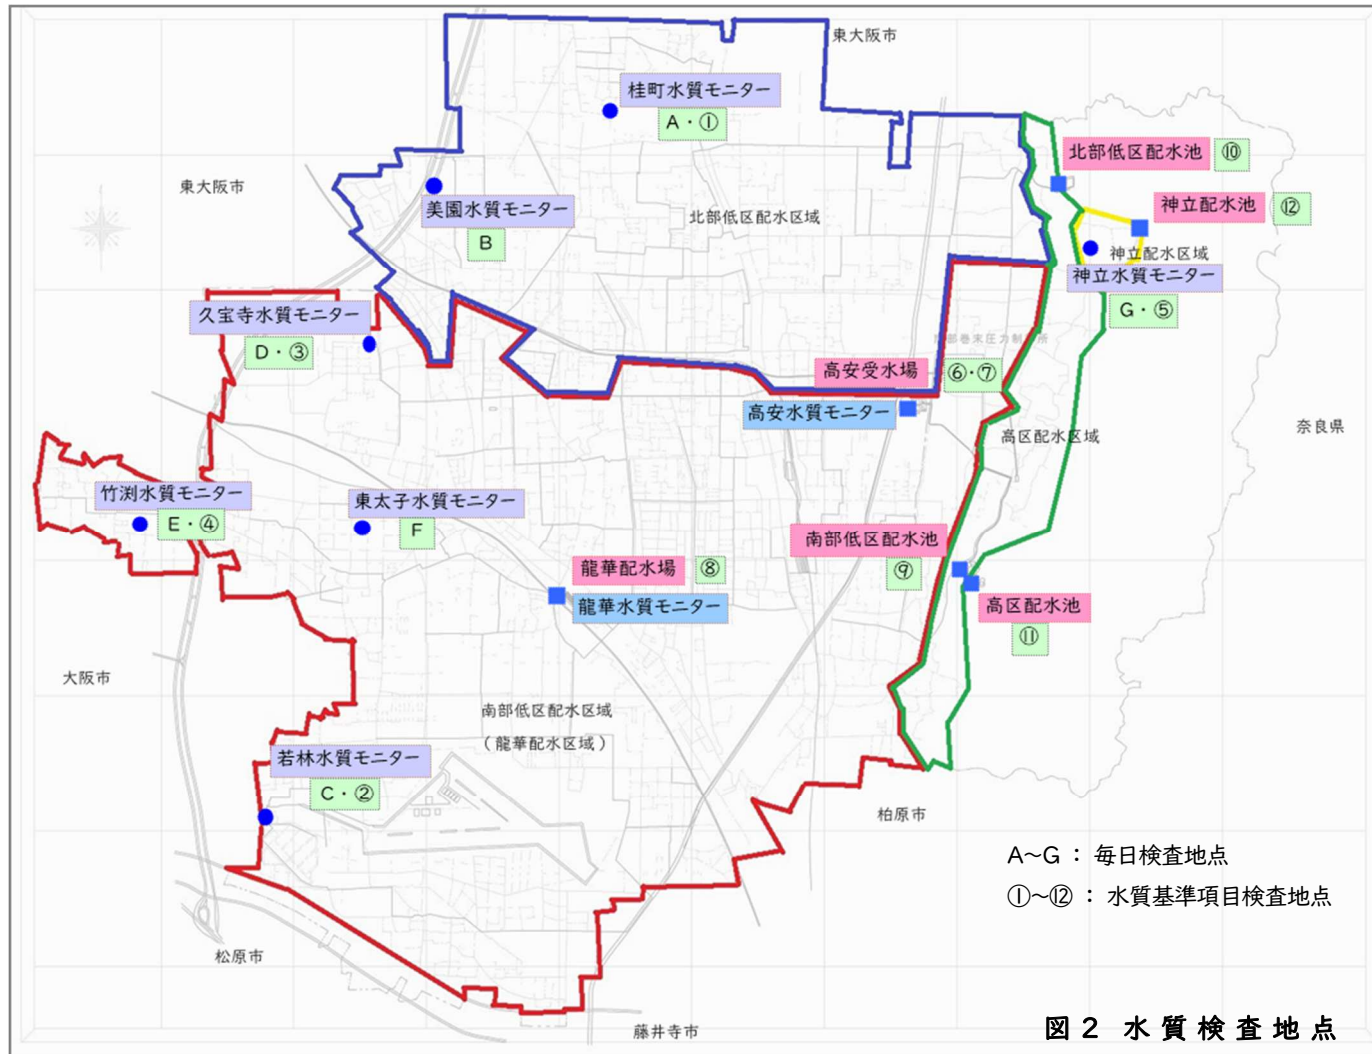 東大阪市
桂町水質モニター
A・①
北部低区配水池
⑩
東大阪市
美園水質モニター
B
北部低区配水区域
神立配水池
⑫
神立配水区域
神立水質モニター
G・⑤
久宝寺水質モニター
D・③
高安受水場
⑥・⑦
高安水質モニター
高区配水区域
奈良県
竹渕水質モニター
E・④
東太子水質モニター
F
南部低区配水池
⑨
龍華配水場
⑧
龍華水質モニター
高区配水池
⑪
大阪市
南部低区配水区域
（龍華配水区域）
若林水質モニター
C・②
柏原市
A~G ： 毎日検査地点
①~⑫ ： 水質基準項目検査地点
松原市
藤井寺市
図２ 水質検査地点